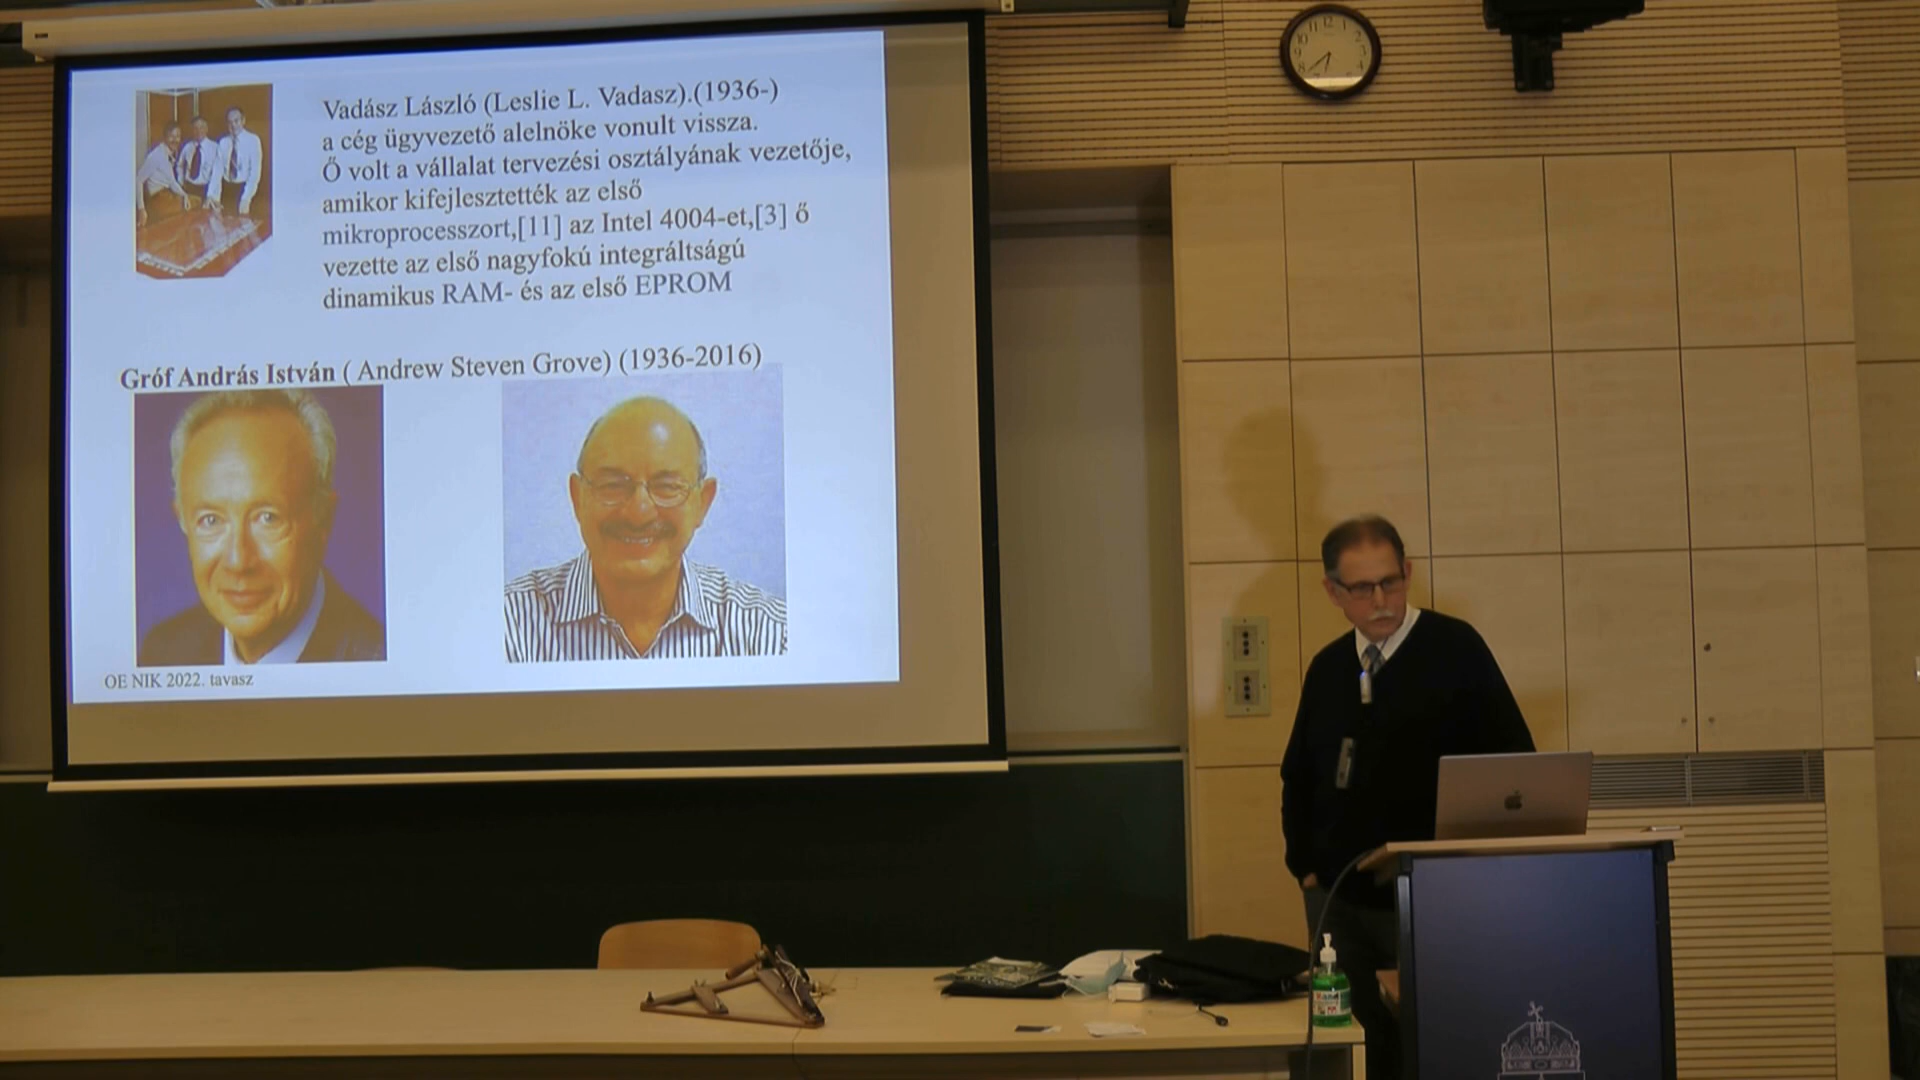 Vadász László (Leslie L. Vadasz).(1936-)
a cég ügyvezető alelnöke vonult vissza.
Ő volt a vállalat tervezési osztályának vezetője,
amikor kifejlesztették az első
mikroprocesszort,[11] az Intel 4004-et,[3] ő
vezette az első nagyfokú integráltságú
dinamikus RAM- és az első EPROM
Gróf András István ( Andrew Steven Grove) (1936-2016)
OE NIK 2022. tavasz